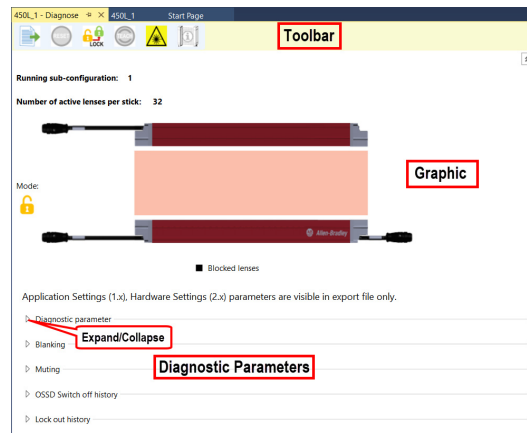 450L_1 - Diagnose
450L_1
Start Page
RESET
LOCK
Toolbar
Running sub-configuration: 1
Number of active lenses per stick: 32
Graphic
Mode:
Allen-Bradley
Blocked lenses
Application Settings (1.x), Hardware Settings (2.x) parameters are visible in export file only.
Diagnostic parameter
Expand/Collapse
Blanking
Muting
Diagnostic Parameters
OSSD Switch off history
Lock out history